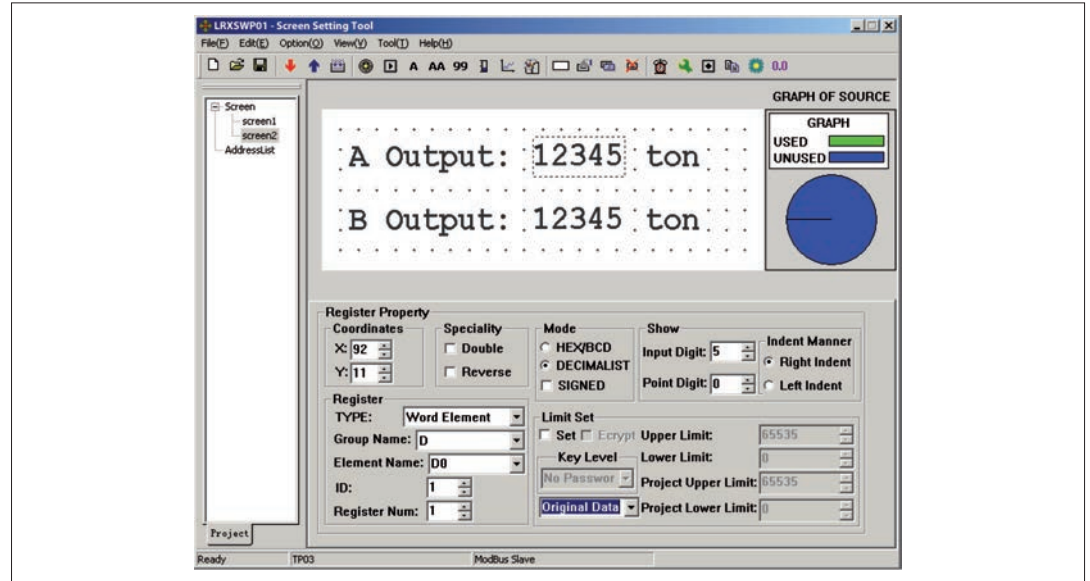 LRXSWP01 - Screen Setting Tool
File(F) Edit(E) Option(O) View(V) Tool(T) Help(H)
A AA 99 0.0
Screen
screen1
screen2
AddressList
GRAPH OF SOURCE
GRAPH
USED
UNUSED
A Output: 12345 ton
B Output: 12345 ton
Register Property
Coordinates
X: 92
Y: 11
Speciality
Double
Reverse
Mode
HEX/BCD
DECIMALIST
SIGNED
Show
Input Digit: 5
Point Digit: 0
Indent Manner
Right Indent
Left Indent
Register
TYPE: Word Element
Group Name: D
Element Name: D0
ID: 1
Register Num: 1
Limit Set
Set Ecrypt
Key Level
No Passwor
Original Data
Upper Limit: 65535
Lower Limit: 0
Project Upper Limit: 65535
Project Lower Limit: 0
Project
Ready TP03 ModBus Slave